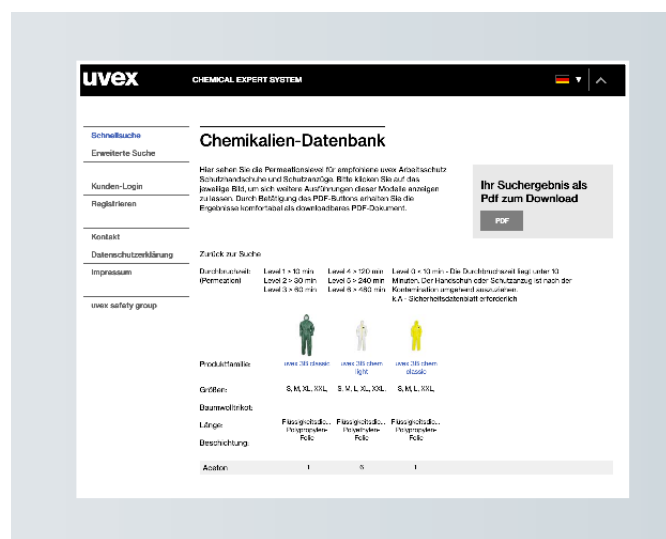 uvex
CHEMICAL EXPERT SYSTEM
Schnellsuche
Erweiterte Suche
Kunden-Login
Registrieren
Kontakt
Datenschutzerklärung
Impressum
uvex safety group
Chemikalien-Datenbank
Hier sehen Sie die Permeationslevel für empfohlene uvex Arbeitsschutz
Schutzhandschuhe und Schutzanzüge. Bitte klicken Sie auf das
jeweilige Bild, um sich weitere Ausführungen dieser Modelle anzeigen
zu lassen. Durch Betätigung des PDF-Buttons erhalten Sie die
Ergebnisse komfortabel als downloadbares PDF-Dokument.
Ihr Suchergebnis als
Pdf zum Download
PDF
Zurück zur Suche
Durchbruchzeit: Level 1 > 10 min Level 4 > 120 min Level 0 < 10 min - Die Durchbruchszeit liegt unter 10
(Permeation) Level 2 > 30 min Level 5 > 240 min Minuten. Der Handschuh oder Schutzanzug ist nach der
Level 3 > 60 min Level 6 > 480 min Kontamination umgehend auszuziehen.
k.A - Sicherheitsdatenblatt erforderlich
Produktfamilie: uvex 3B classic uvex 3B chem uvex 3B chem
light classic
Größen: S, M, XL, XXL, S, M, L, XL, XXL, S, M, L, XXL,
Baumwolltrikot:
Länge: Flüssigkeitsdie... Flüssigkeitsdie... Flüssigkeitsdie...
Polypropylen- Polyethylen- Polypropylen-
Beschichtung: Folie Folie Folie
Aceton 1 6 1